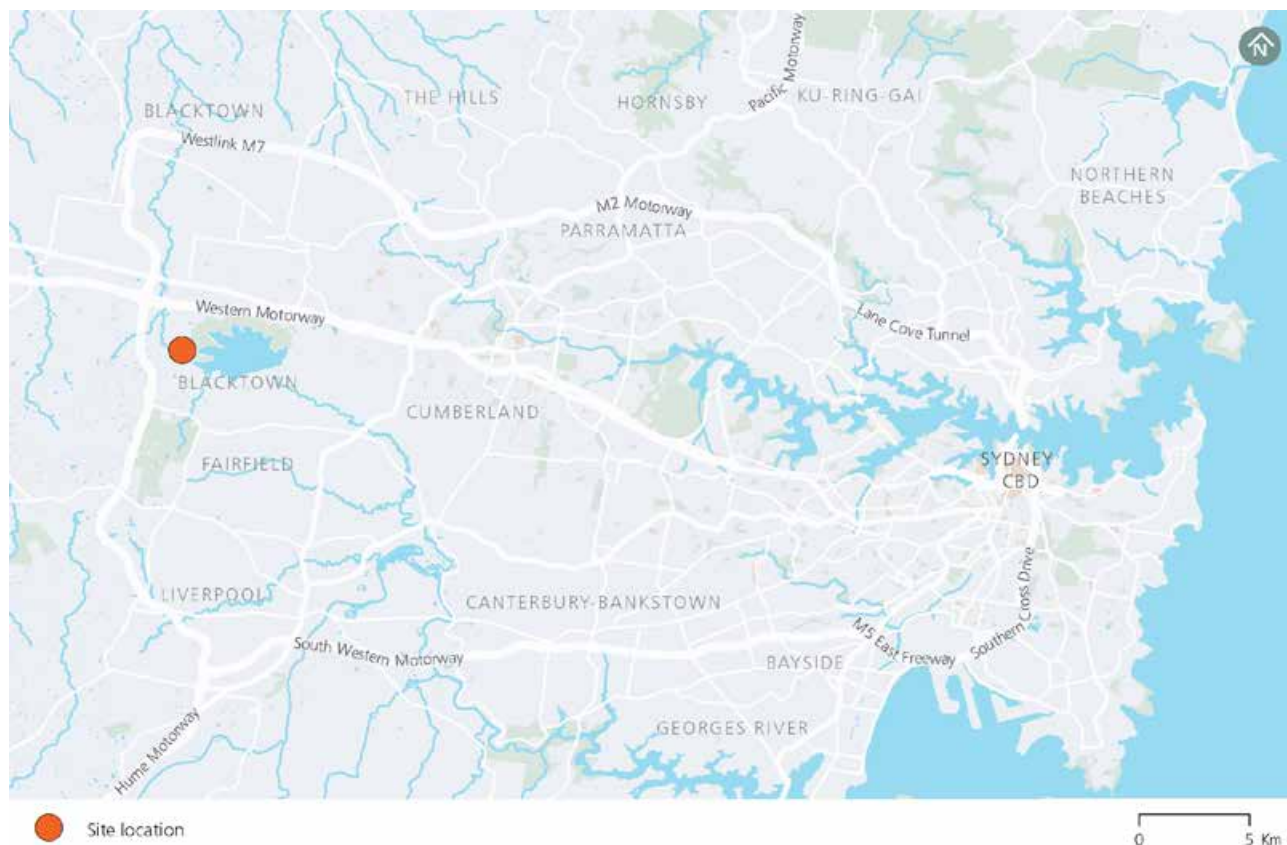 N
BLACKTOWN
THE HILLS
HORNSBY
Pacific Motorway
KU-RING-GAI
Westlink M7
NORTHERN
BEACHES
M2 Motorway
PARRAMATTA
Western Motorway
Lane Cove Tunnel
BLACKTOWN
CUMBERLAND
FAIRFIELD
SYDNEY
CBD
LIVERPOOL
CANTERBURY-BANKSTOWN
Southern Cross Drive
South Western Motorway
M5 East Freeway
BAYSIDE
Hume Motorway
GEORGES RIVER
Site location
0 5 Km